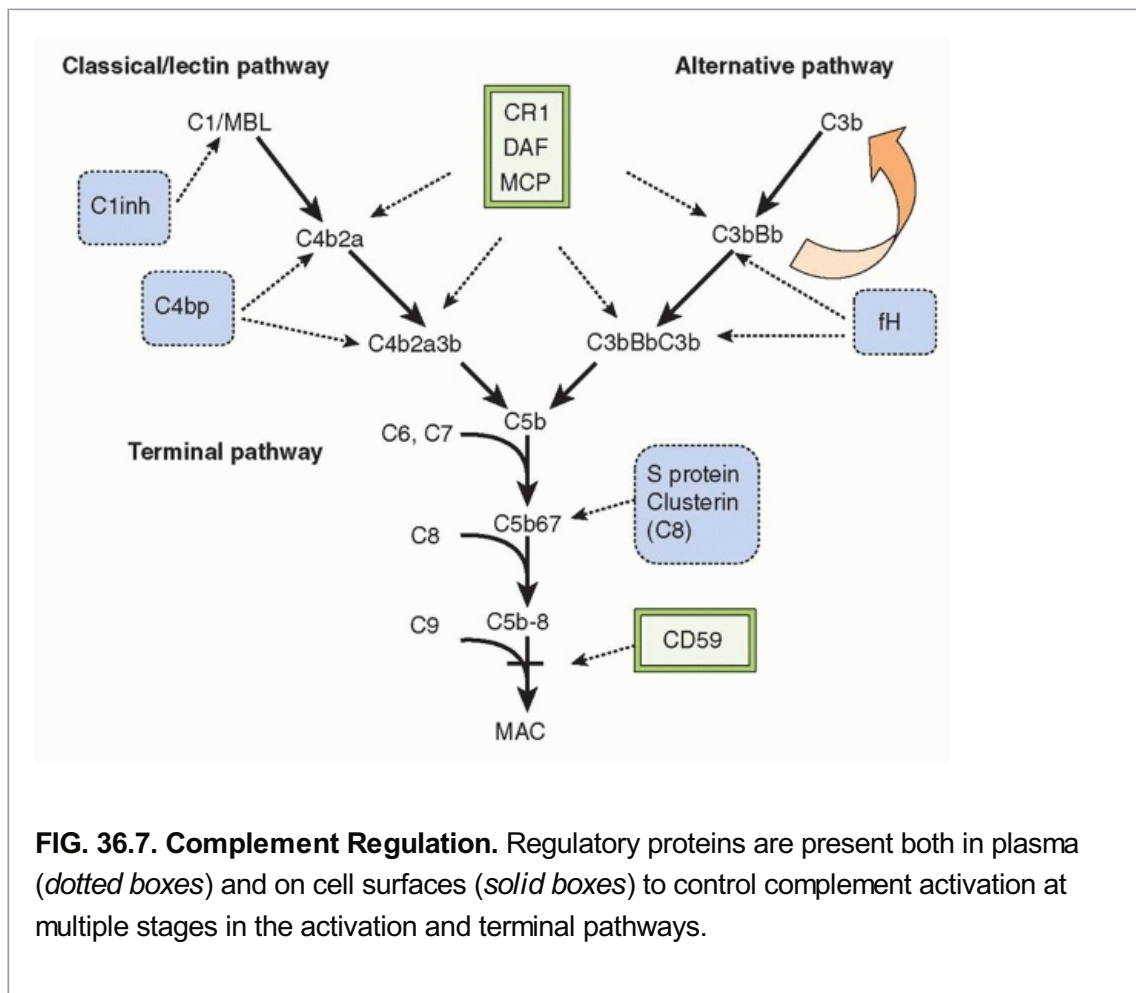 Classical/lectin pathway
Alternative pathway
CR1
DAF
MCP
C1/MBL
C3b
C1inh
C4b2a
C3bBb
C4bp
fH
C4b2a3b
C3bBbC3b
C5b
C6, C7
Terminal pathway
S protein
Clusterin
(C8)
C5b67
C8
C5b-8
C9
CD59
MAC
FIG. 36.7. Complement Regulation. Regulatory proteins are present both in plasma
(dotted boxes) and on cell surfaces (solid boxes) to control complement activation at
multiple stages in the activation and terminal pathways.